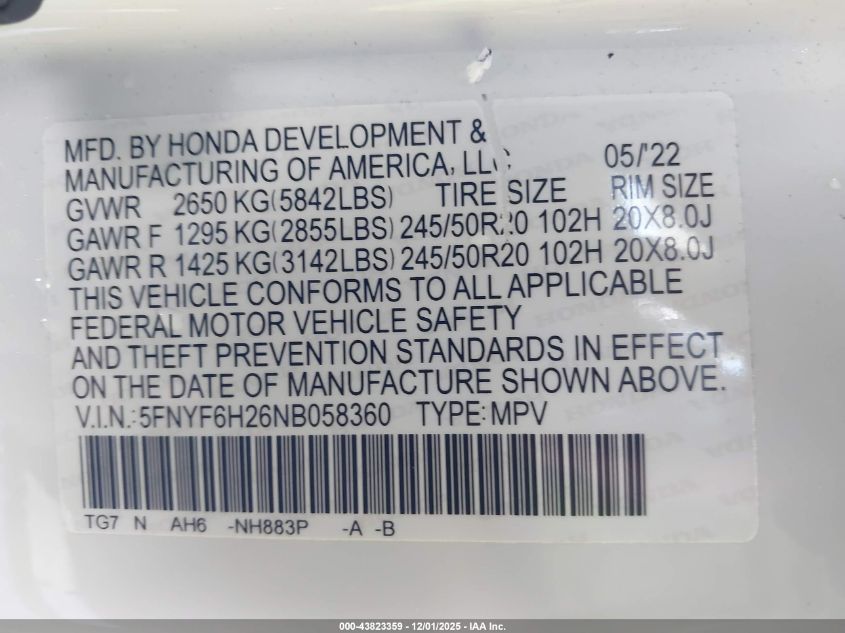 MFD. BY HONDA DEVELOPMENT &
MANUFACTURING OF AMERICA, LLC 05/'22
GVWR 2650 KG(5842LBS) TIRE SIZE RIM SIZE
GAWR F 1295 KG(2855LBS) 245/50R20 102H 20X8.0J
GAWR R 1425 KG(3142LBS) 245/50R20 102H 20X8.0J
THIS VEHICLE CONFORMS TO ALL APPLICABLE
FEDERAL MOTOR VEHICLE SAFETY
AND THEFT PREVENTION STANDARDS IN EFFECT
ON THE DATE OF MANUFACTURE SHOWN ABOVE.
V.I.N.:5FNYF6H26NB058360 TYPE:MPV
TG7 N AH6 -NH883P -A -B
000-43823359 - 12/01/2025 - IAA Inc.